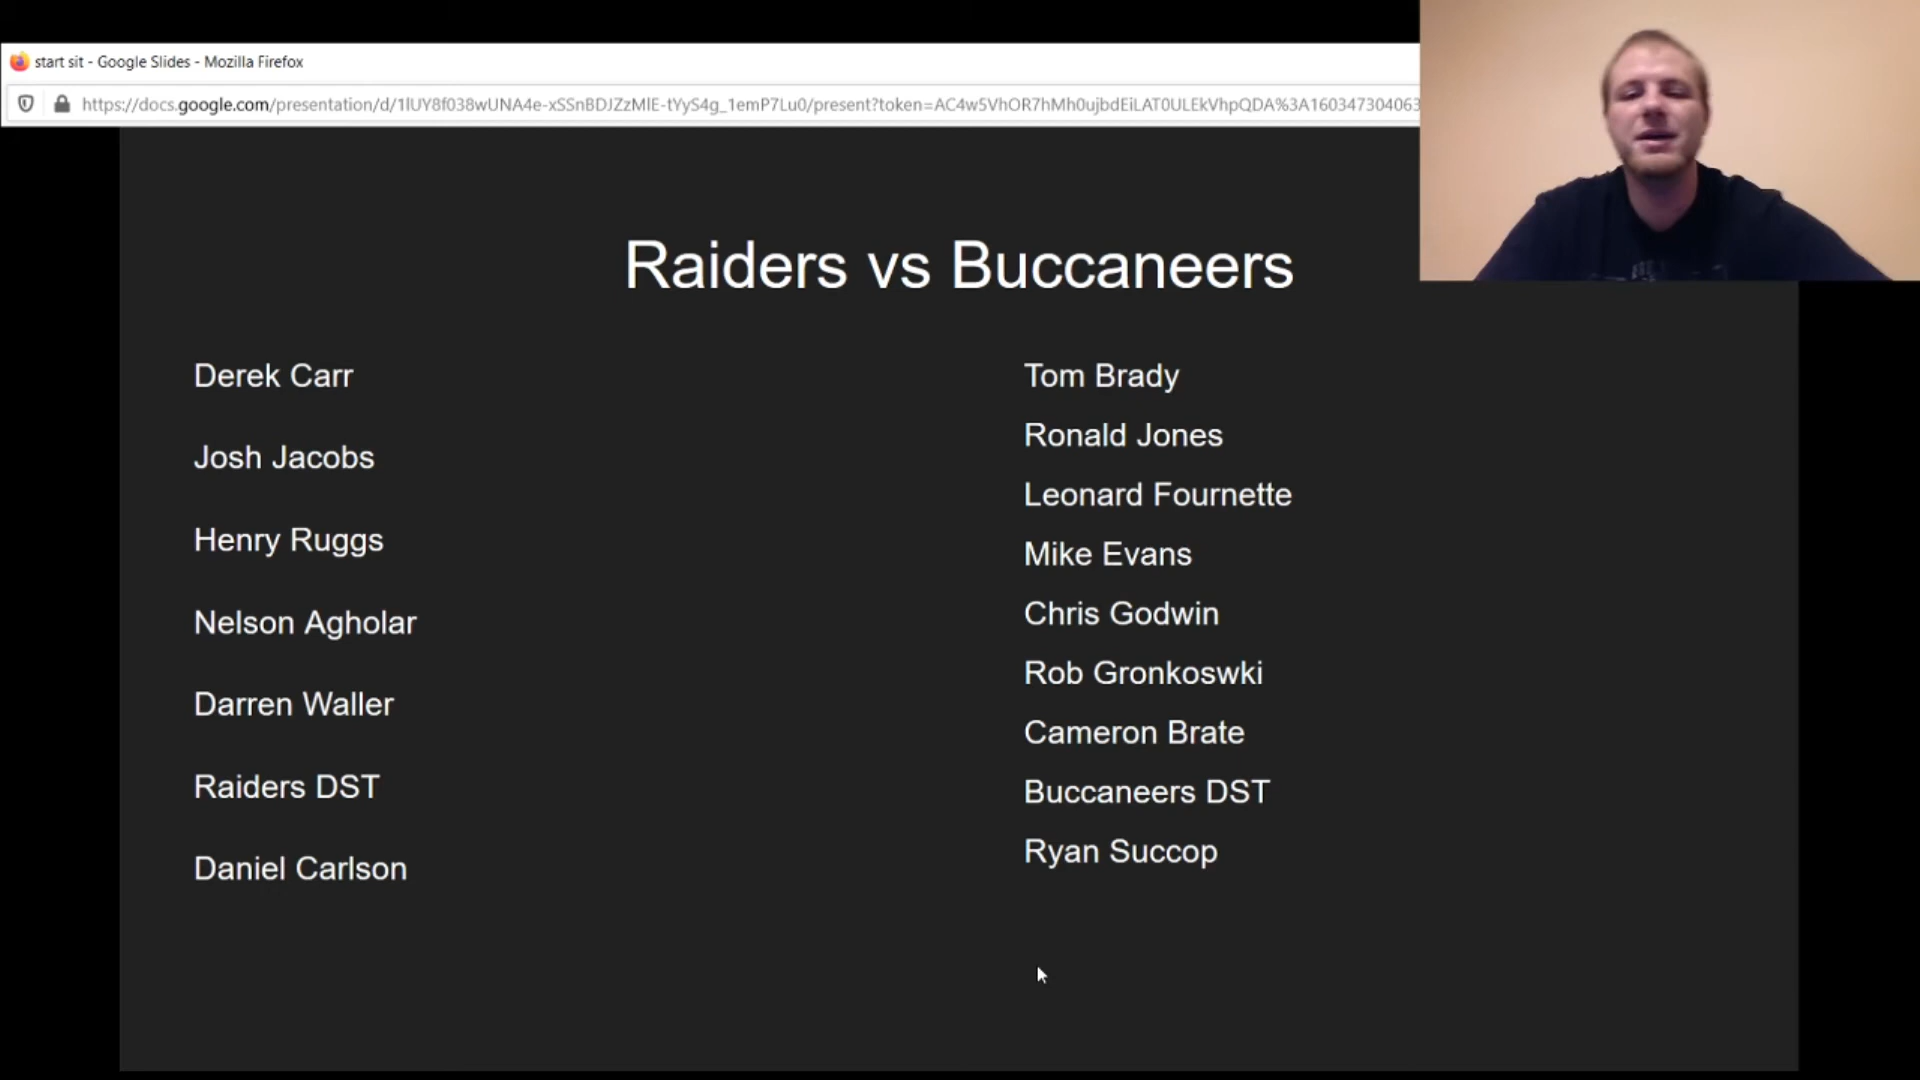 start sit - Google Slides - Mozilla Firefox
https://docs.google.com/presentation/d/1lUY8f038wUNA4e-xSSnBDJZzMlE-tYyS4g_1emP7Lu0/present?token=AC4w5VhOR7hMh0ujbdEiLAT0ULEkVhpQDA%3A160347304063
Raiders vs Buccaneers
Derek Carr
Josh Jacobs
Henry Ruggs
Nelson Agholar
Darren Waller
Raiders DST
Daniel Carlson
Tom Brady
Ronald Jones
Leonard Fournette
Mike Evans
Chris Godwin
Rob Gronkoswki
Cameron Brate
Buccaneers DST
Ryan Succop